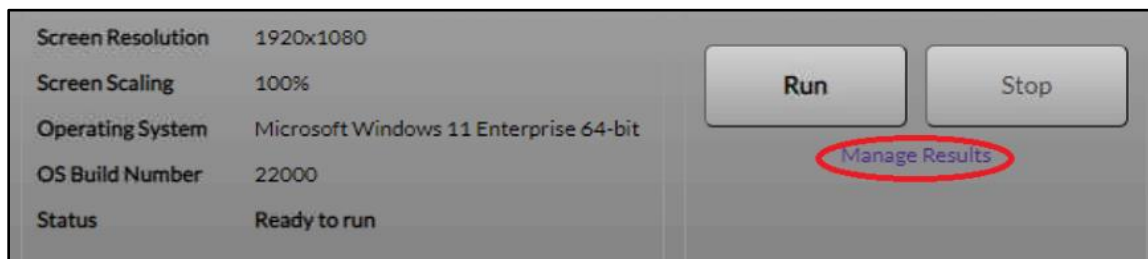 Screen Resolution 1920x1080
Screen Scaling 100%
Operating System Microsoft Windows 11 Enterprise 64-bit
OS Build Number 22000
Status Ready to run
Run Stop
Manage Results